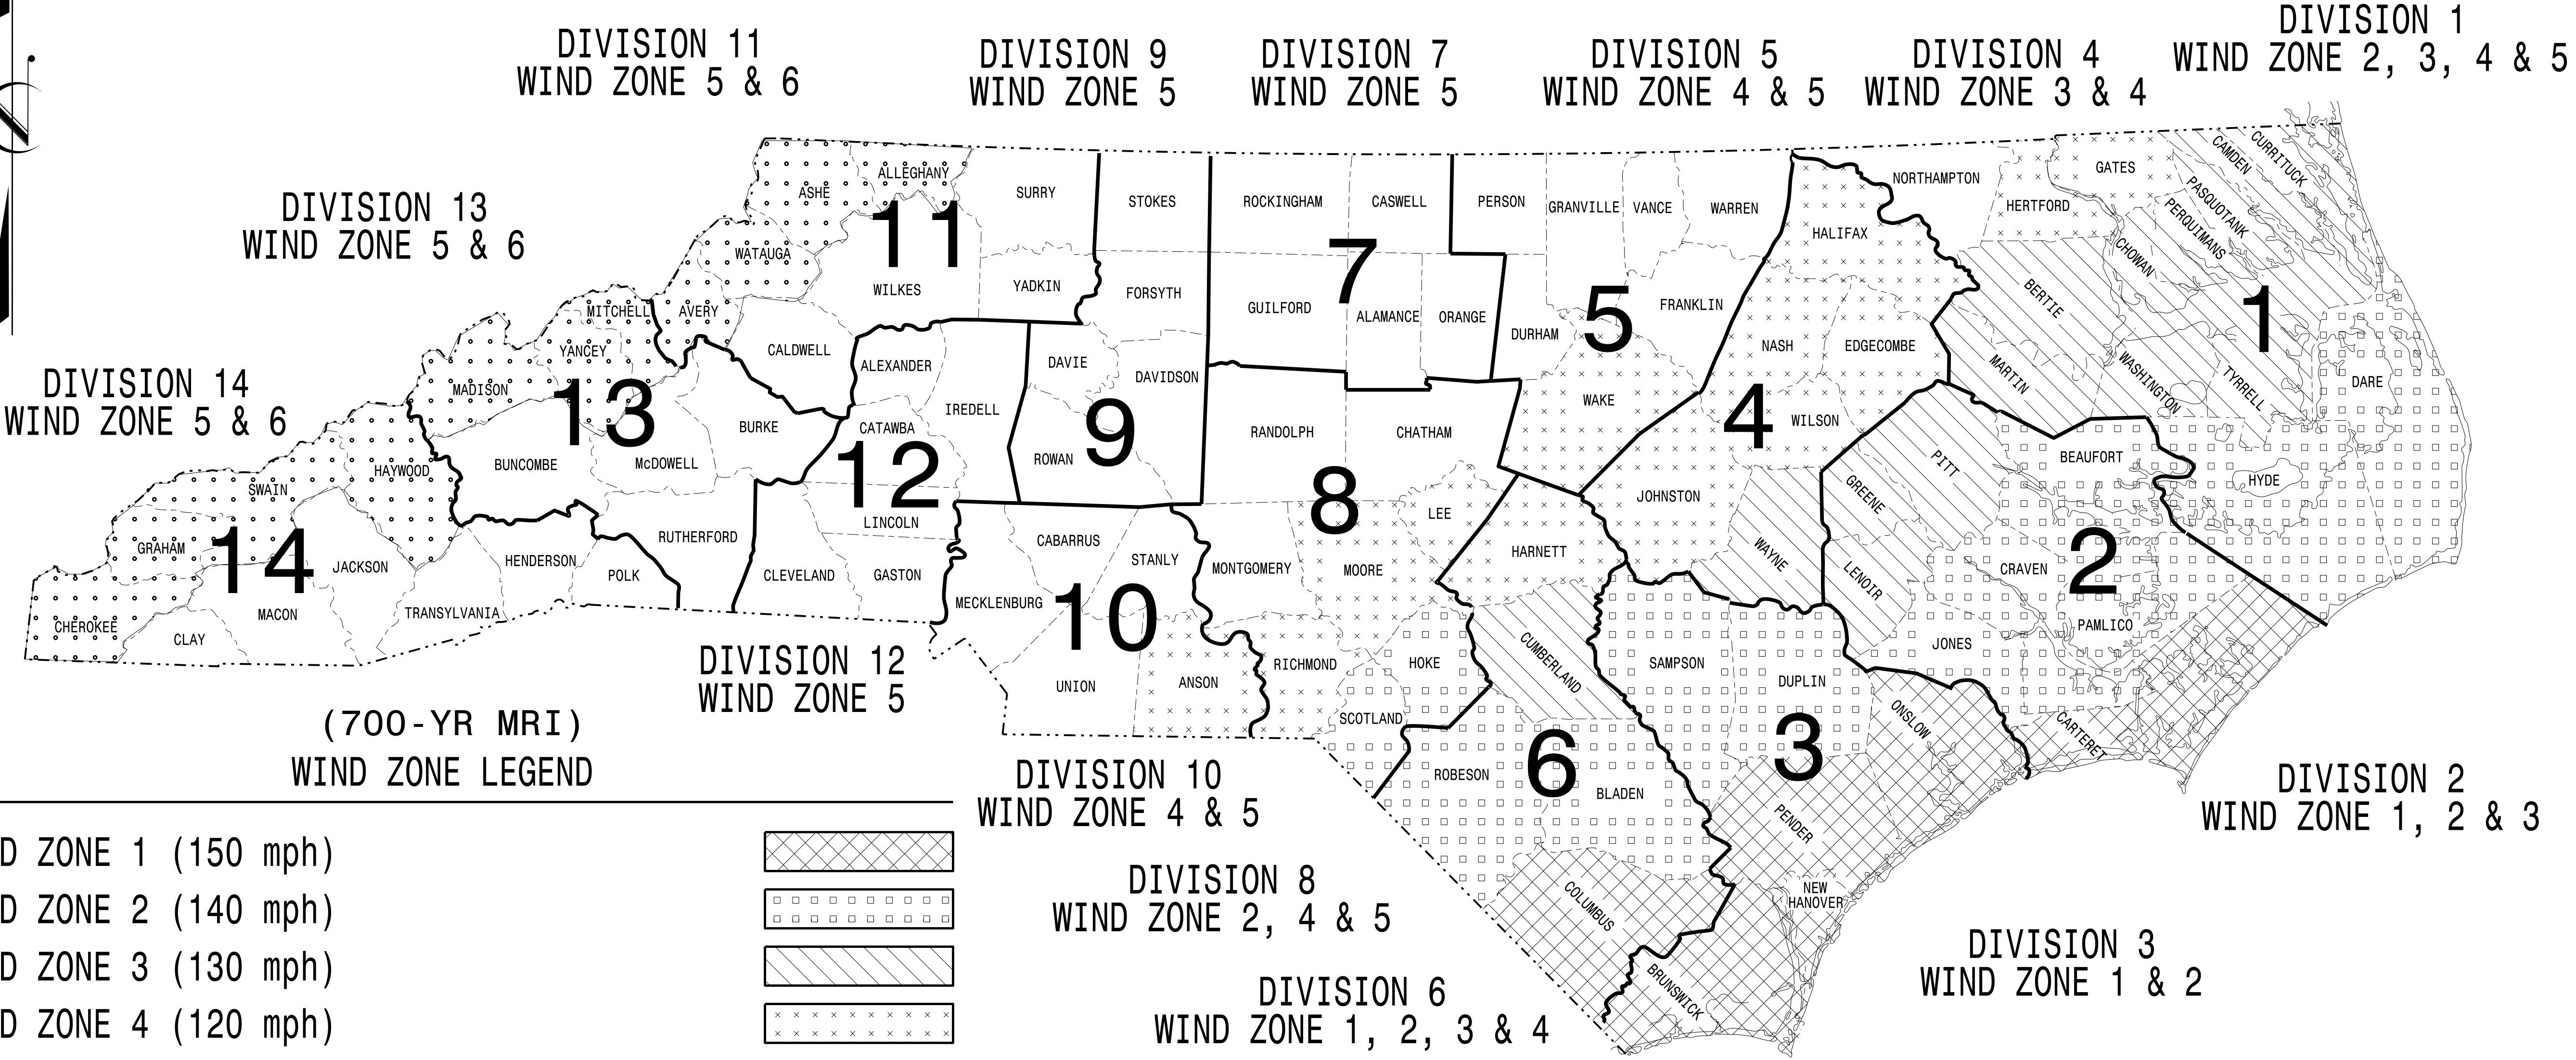 DIVISION 1
WIND ZONE 2, 3, 4 & 5
DIVISION 11
WIND ZONE 5 & 6
DIVISION 9
WIND ZONE 5
DIVISION 7
WIND ZONE 5
DIVISION 5
WIND ZONE 4 & 5
DIVISION 4
WIND ZONE 3 & 4
DIVISION 13
WIND ZONE 5 & 6
DIVISION 14
WIND ZONE 5 & 6
ASHE
ALLEGHANY
SURRY
WATAUGA
11
WILKES
YADKIN
AVERY
CALDWELL
STOKES
FORSYTH
DAVIE
DAVIDSON
9
ROWAN
ROCKINGHAM
CASWELL
7
GUILFORD
ALAMANCE
ORANGE
PERSON
GRANVILLE
VANCE
WARREN
5
FRANKLIN
DURHAM
WAKE
HALIFAX
NASH
EDGECOMBE
4
WILSON
JOHNSTON
WAYNE
NORTHAMPTON
HERTFORD
GATES
CAMDEN
CURRITUCK
PASQUOTANK
PERQUIMANS
CHOWAN
BERTIE
1
MARTIN
WASHINGTON
TYRRELL
DARE
HYDE
MITCHELL
YANCEY
MADISON
13
BURKE
BUNCOMBE
McDOWELL
RUTHERFORD
ALEXANDER
IREDELL
CATAWBA
12
LINCOLN
CLEVELAND
GASTON
HAYWOOD
SWAIN
GRAHAM
14
JACKSON
HENDERSON
POLK
CHEROKEE
CLAY
MACON
TRANSYLVANIA
CABARRUS
STANLY
MECKLENBURG
10
UNION
ANSON
RANDOLPH
CHATHAM
8
LEE
MONTGOMERY
MOORE
RICHMOND
HOKE
SCOTLAND
HARNETT
CUMBERLAND
6
ROBESON
BLADEN
COLUMBUS
PITT
GREENE
BEAUFORT
LENOIR
CRAVEN
2
PAMLICO
JONES
CARTERET
SAMPSON
DUPLIN
ONSLOW
3
PENDER
NEW
HANOVER
BRUNSWICK
DIVISION 12
WIND ZONE 5
DIVISION 10
WIND ZONE 4 & 5
DIVISION 8
WIND ZONE 2, 4 & 5
DIVISION 6
WIND ZONE 1, 2, 3 & 4
DIVISION 2
WIND ZONE 1, 2 & 3
DIVISION 3
WIND ZONE 1 & 2
(700-YR MRI)
WIND ZONE LEGEND
D ZONE 1 (150 mph)
D ZONE 2 (140 mph)
D ZONE 3 (130 mph)
D ZONE 4 (120 mph)